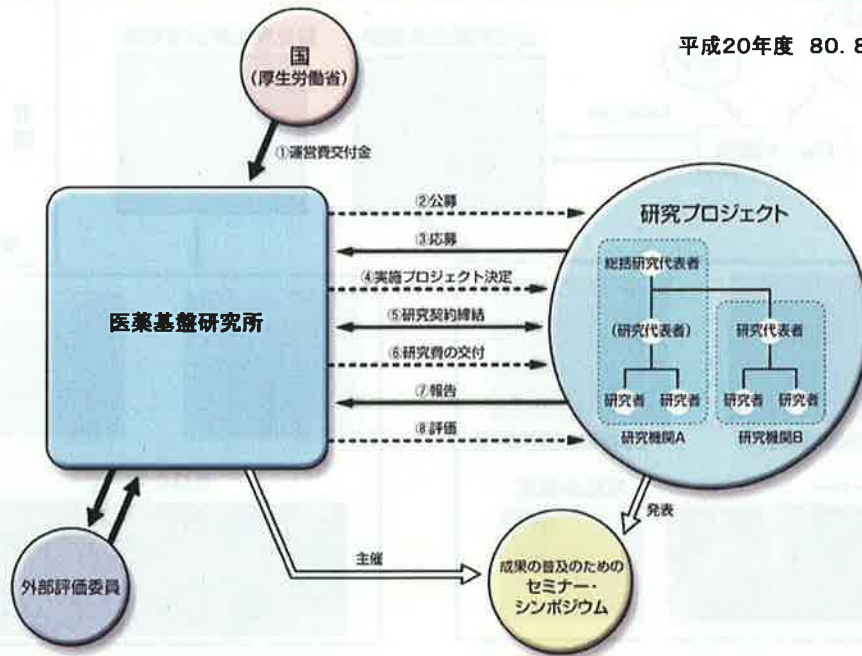 国
(厚生労働省)
平成20年度 80.8
①運営費交付金
②公募
③応募
④実施プロジェクト決定
⑤研究契約締結
⑥研究費の交付
⑦報告
⑧評価
医薬基盤研究所
研究プロジェクト
総括研究代表者
(研究代表者)
研究代表者
研究者
研究者
研究者
研究者
研究機関A
研究機関B
外部評価委員
主催
発表
成果の普及のための
セミナー・
シンポジウム